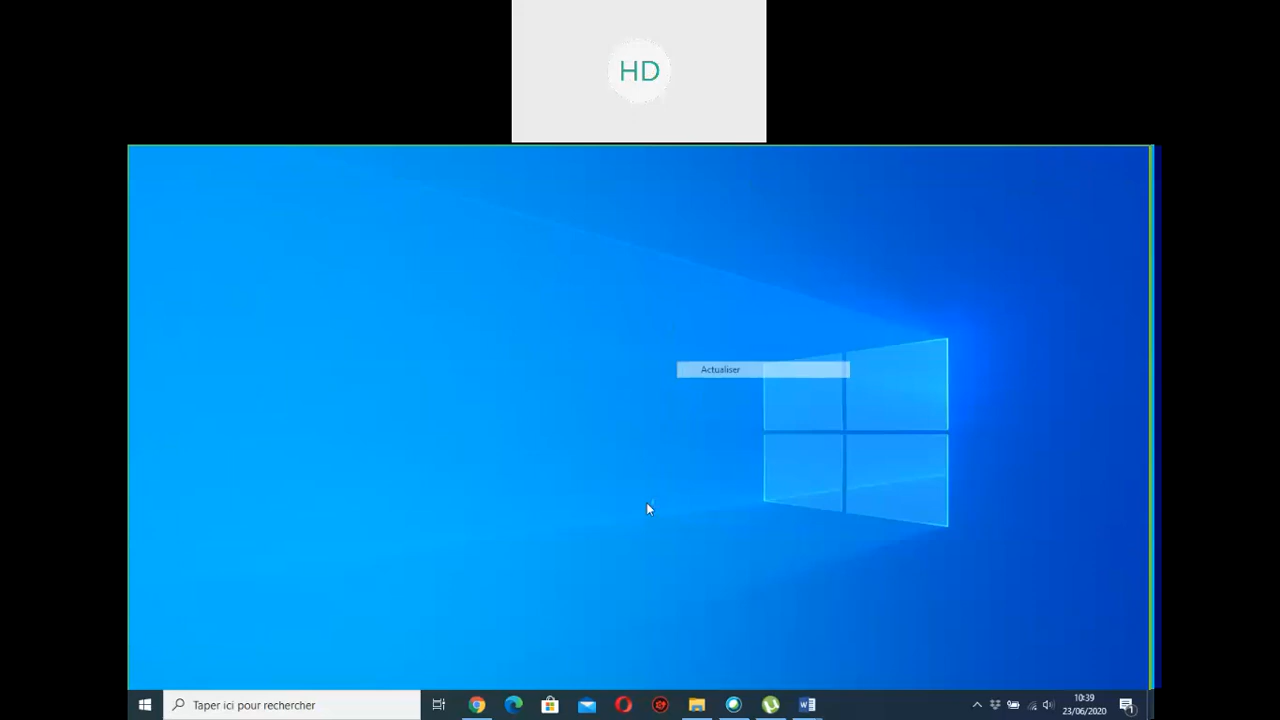 HD
Actualiser
Taper ici pour rechercher
10:39
23/06/2020